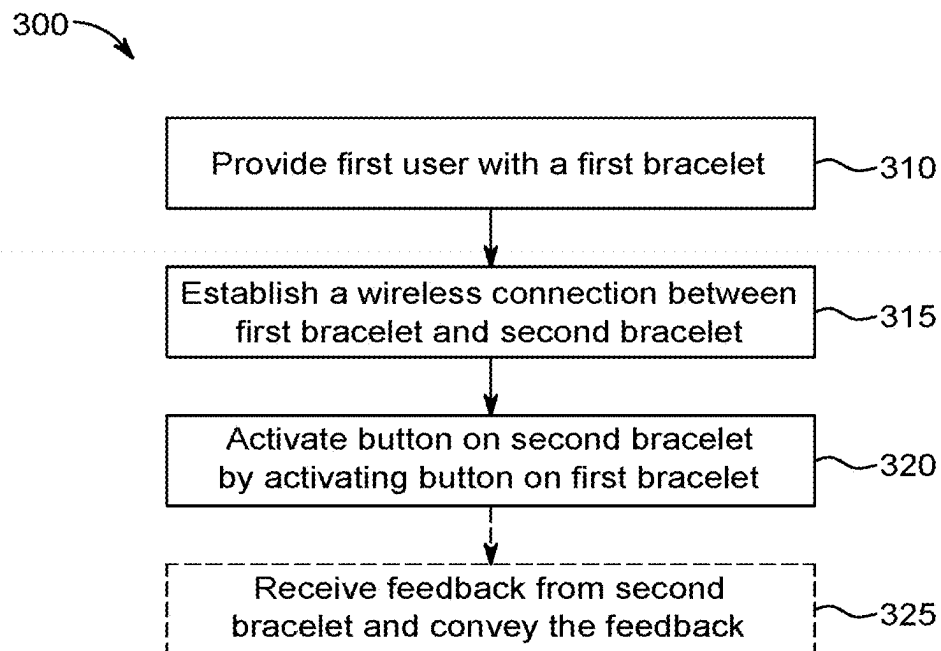 300
Provide first user with a first bracelet
310
Establish a wireless connection between
first bracelet and second bracelet
315
Activate button on second bracelet
by activating button on first bracelet
320
Receive feedback from second
bracelet and convey the feedback
325